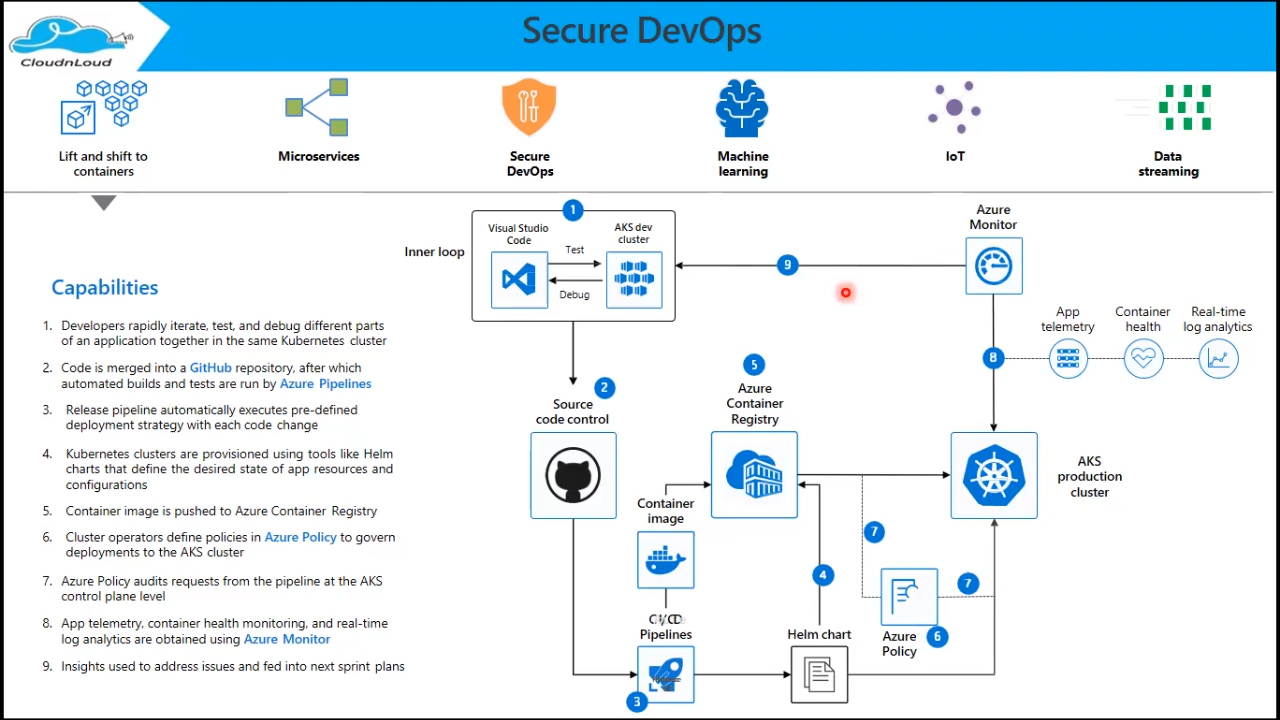 Secure DevOps
CloudnLoud
Lift and shift to
containers
Microservices
Secure
DevOps
Machine
learning
IoT
Data
streaming
Capabilities
1. Developers rapidly iterate, test, and debug different parts
of an application together in the same Kubernetes cluster
2. Code is merged into a GitHub repository, after which
automated builds and tests are run by Azure Pipelines
3. Release pipeline automatically executes pre-defined
deployment strategy with each code change
4. Kubernetes clusters are provisioned using tools like Helm
charts that define the desired state of app resources and
configurations
5. Container image is pushed to Azure Container Registry
6. Cluster operators define policies in Azure Policy to govern
deployments to the AKS cluster
7. Azure Policy audits requests from the pipeline at the AKS
control plane level
8. App telemetry, container health monitoring, and real-time
log analytics are obtained using Azure Monitor
9. Insights used to address issues and fed into next sprint plans
1
Inner loop
Visual Studio
Code
Test
Debug
AKS dev
cluster
9
Azure
Monitor
8
App
telemetry
Container
health
Real-time
log analytics
2
Source
code control
5
Azure
Container
Registry
AKS
production
cluster
Container
image
7
4
7
CI/CD
Pipelines
3
Helm chart
Azure
Policy
6